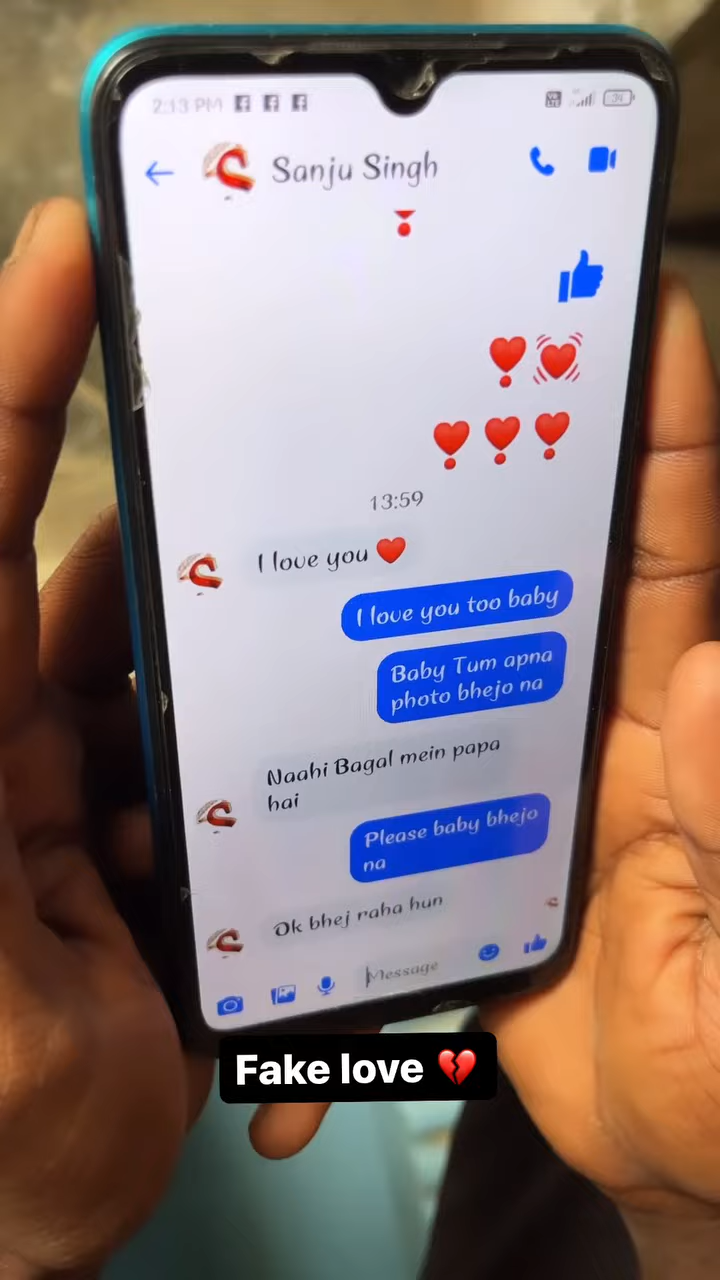 2:13 PM
Sanju Singh
❣️
❣️💓
❣️❣️❣️
13:59
I love you ❤️
I love you too baby
Baby Tum apna
photo bhejo na
Naahi Bagal mein papa
hai
Please baby bhejo
na
Ok bhej raha hun
Message
Fake love 💔